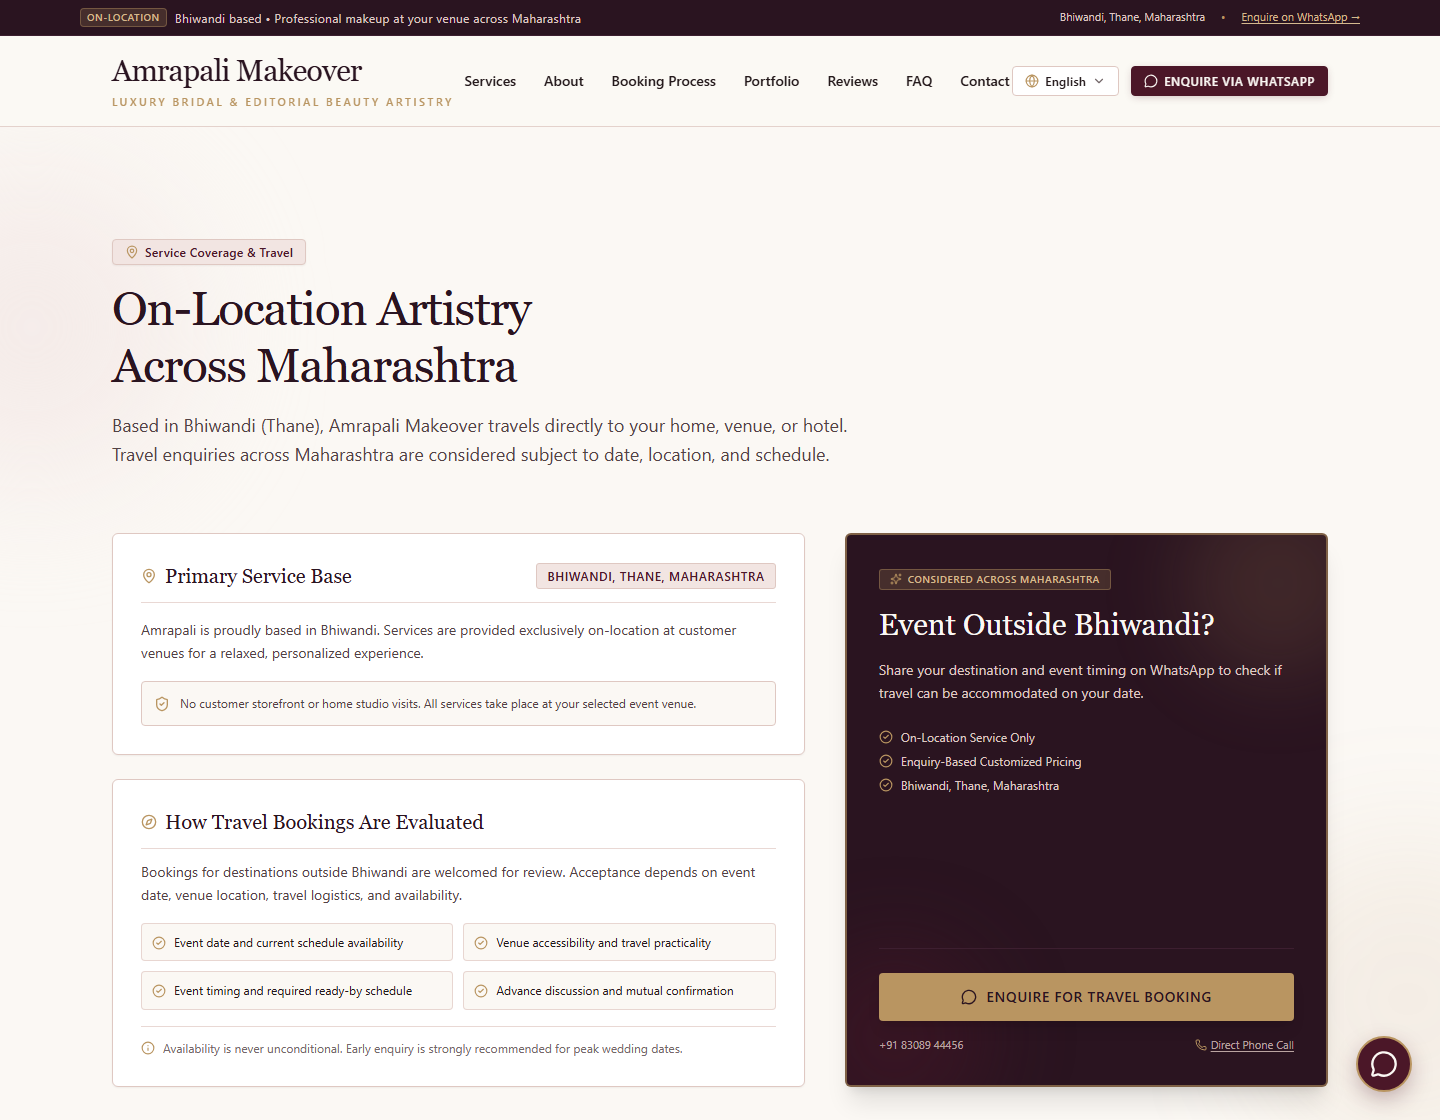 ON-LOCATION Bhiwandi based • Professional makeup at your venue across Maharashtra
Bhiwandi, Thane, Maharashtra • Enquire on WhatsApp →
Amrapali Makeover
LUXURY BRIDAL & EDITORIAL BEAUTY ARTISTRY
Services About Booking Process Portfolio Reviews FAQ Contact English ENQUIRE VIA WHATSAPP
Service Coverage & Travel
On-Location Artistry
Across Maharashtra
Based in Bhiwandi (Thane), Amrapali Makeover travels directly to your home, venue, or hotel.
Travel enquiries across Maharashtra are considered subject to date, location, and schedule.
Primary Service Base
BHIWANDI, THANE, MAHARASHTRA
Amrapali is proudly based in Bhiwandi. Services are provided exclusively on-location at customer
venues for a relaxed, personalized experience.
No customer storefront or home studio visits. All services take place at your selected event venue.
How Travel Bookings Are Evaluated
Bookings for destinations outside Bhiwandi are welcomed for review. Acceptance depends on event
date, venue location, travel logistics, and availability.
Event date and current schedule availability
Venue accessibility and travel practicality
Event timing and required ready-by schedule
Advance discussion and mutual confirmation
Availability is never unconditional. Early enquiry is strongly recommended for peak wedding dates.
CONSIDERED ACROSS MAHARASHTRA
Event Outside Bhiwandi?
Share your destination and event timing on WhatsApp to check if
travel can be accommodated on your date.
On-Location Service Only
Enquiry-Based Customized Pricing
Bhiwandi, Thane, Maharashtra
ENQUIRE FOR TRAVEL BOOKING
+91 83089 44456
Direct Phone Call